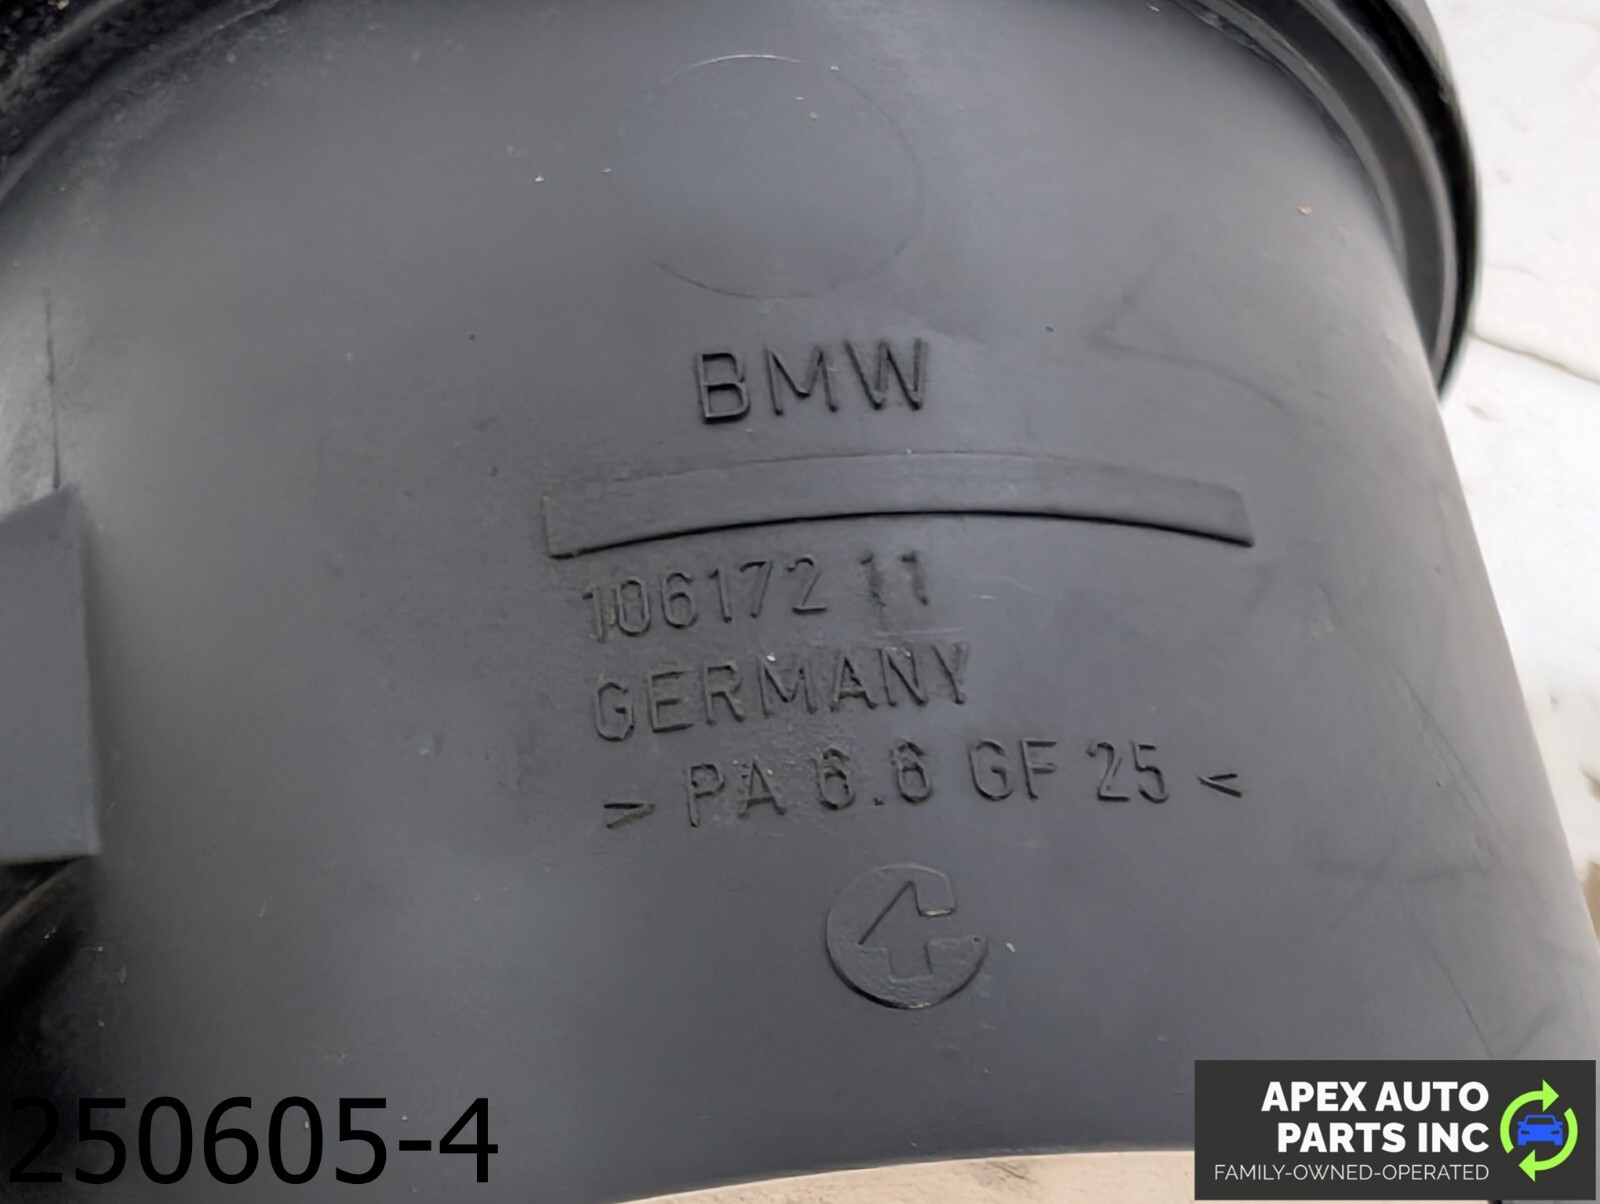 BMW
106172 11
GERMANY
> PA 6.6 GF 25 <
250605-4
APEX AUTO
PARTS INC
FAMILY-OWNED-OPERATED